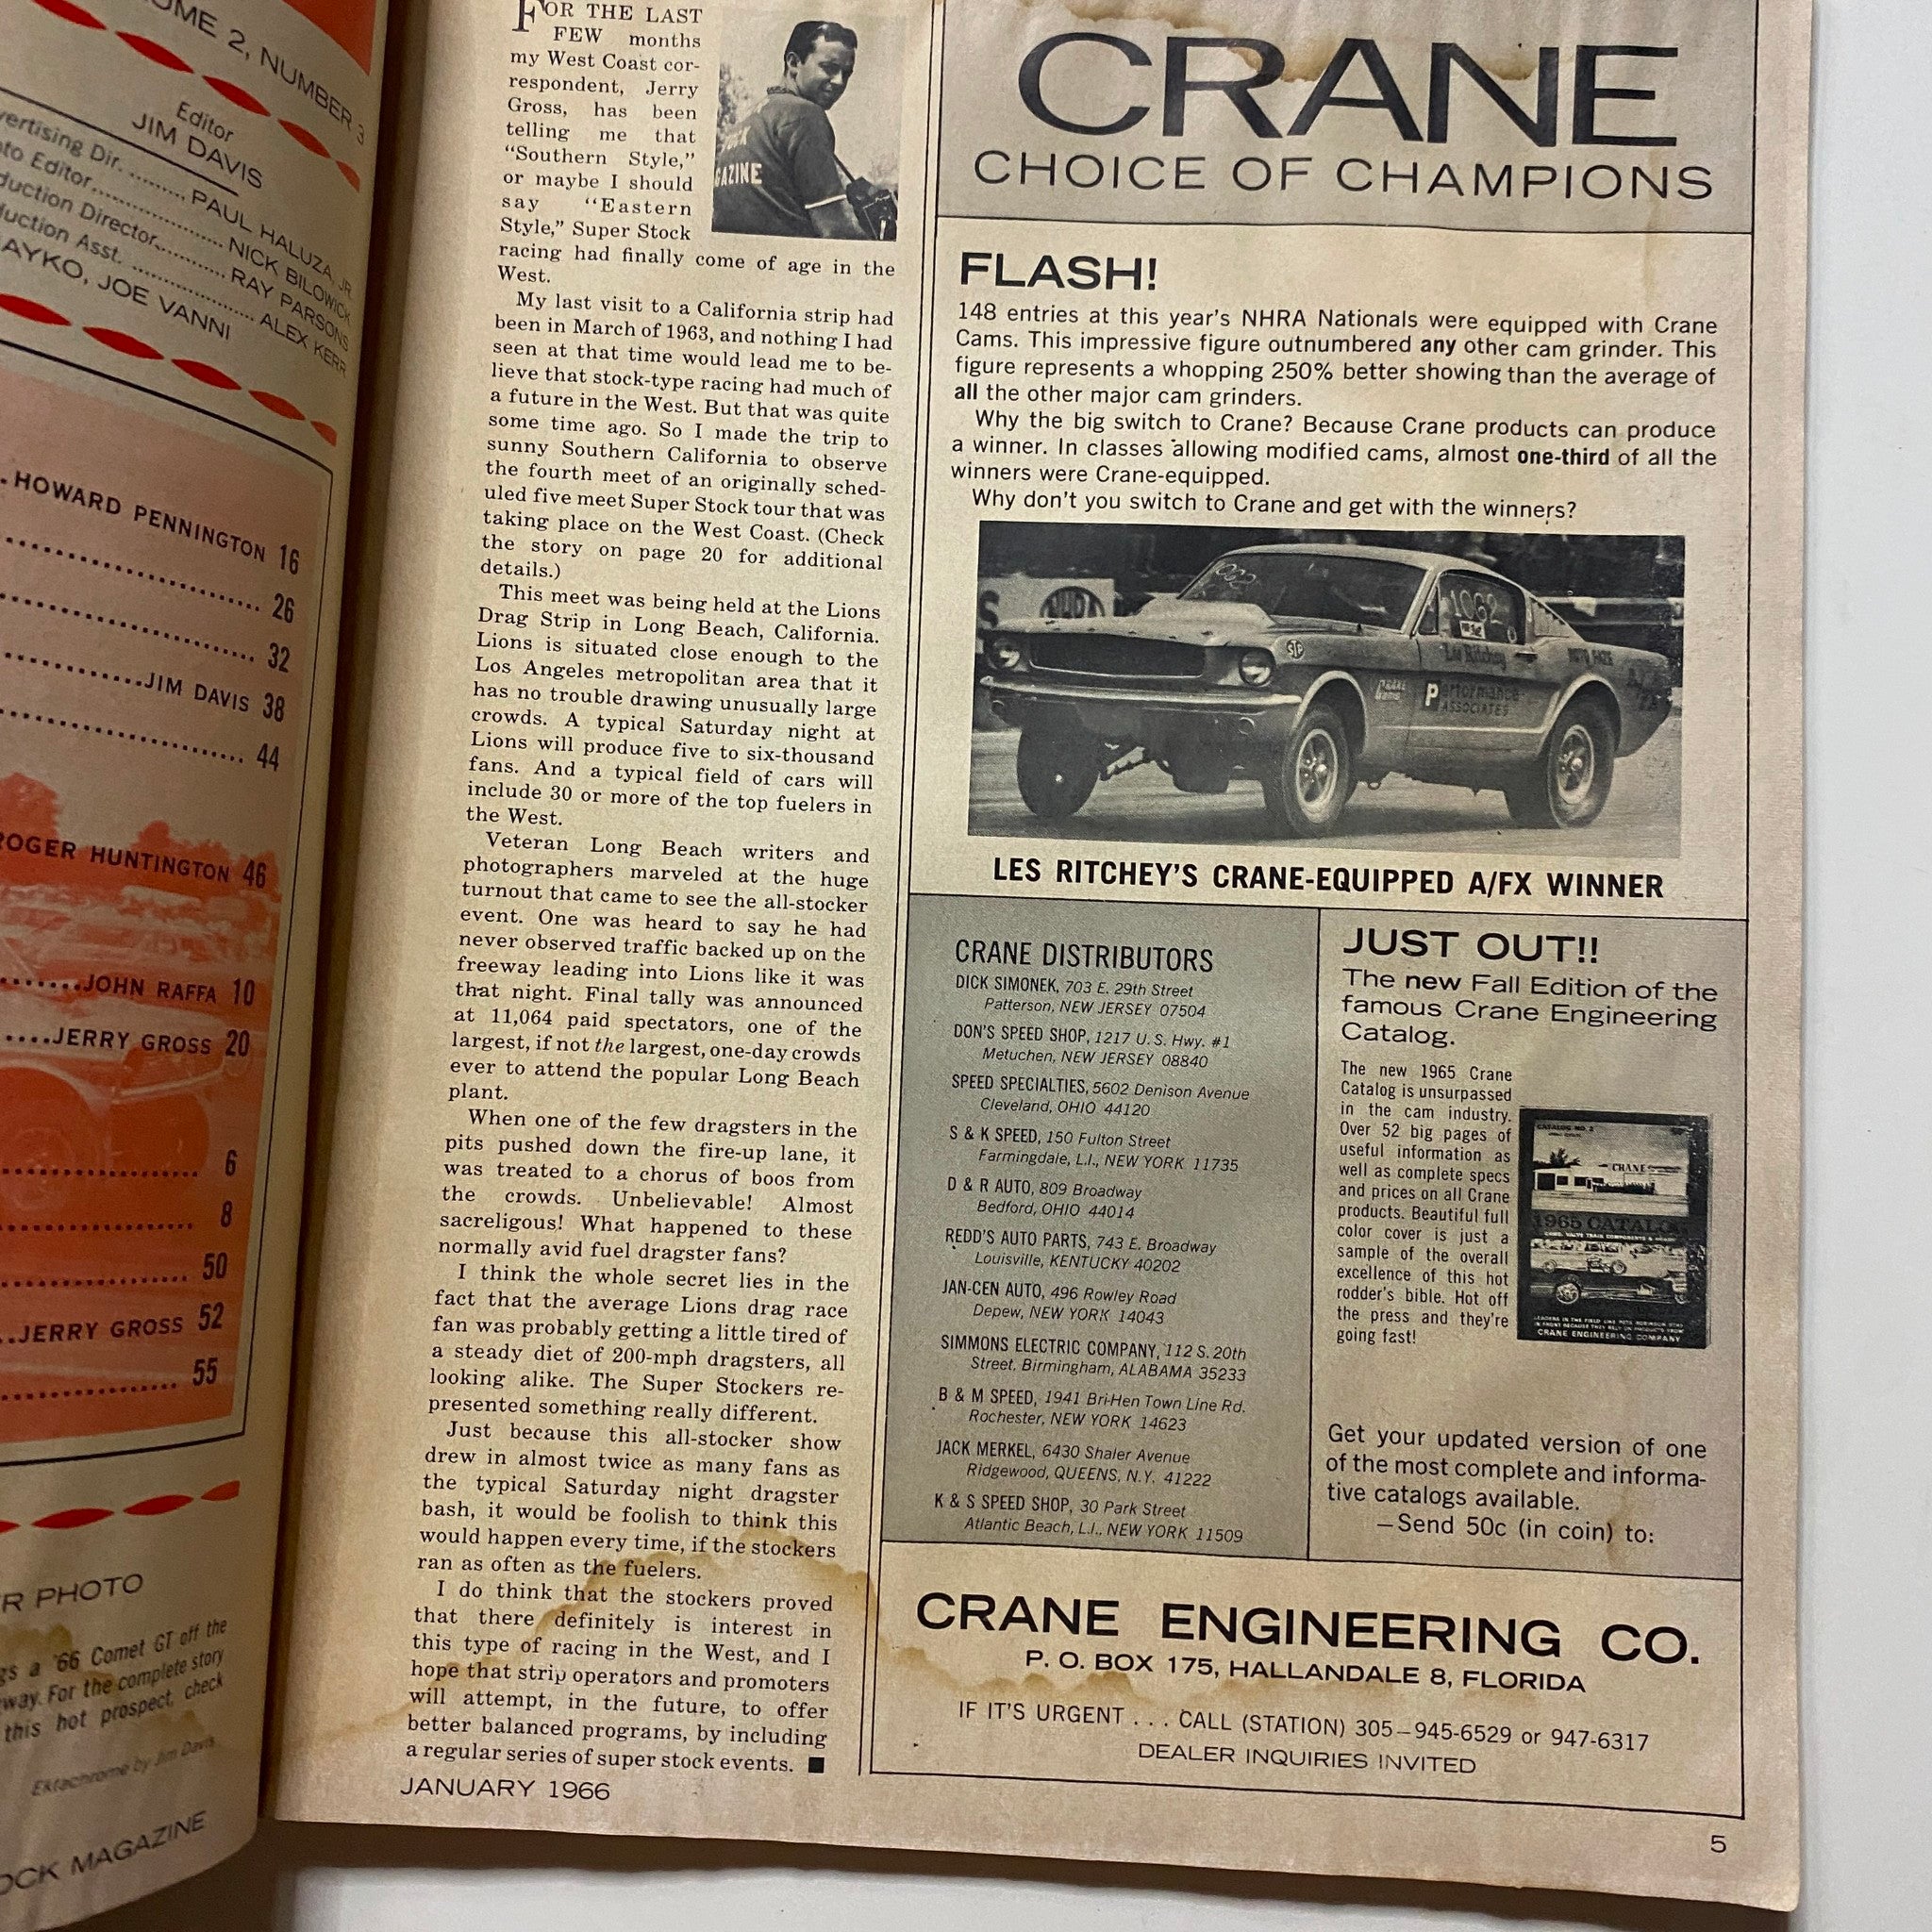 UME 2, NUMBER 3
Editor
JIM DAVIS
vertising Dir. ......... PAUL HALUZA, JR.
to Editor.................... NICK BILOWICK
duction Director............ RAY PARSONS
uction Asst. .................. ALEX KERR
AYKO, JOE VANNI
HOWARD PENNINGTON 16
26
32
JIM DAVIS 38
44
ROGER HUNTINGTON 46
JOHN RAFFA 10
JERRY GROSS 20
6
8
50
JERRY GROSS 52
55
R PHOTO
gs a '66 Comet GT off the
way. For the complete story
this hot prospect, check
Ektachrome by Jim Davis
OCK MAGAZINE
FOR THE LAST
FEW months
my West Coast cor-
respondent, Jerry
Gross, has been
telling me that
"Southern Style,"
or maybe I should
say "Eastern
Style," Super Stock
racing had finally come of age in the
West.
My last visit to a California strip had
been in March of 1963, and nothing I had
seen at that time would lead me to be-
lieve that stock-type racing had much of
a future in the West. But that was quite
some time ago. So I made the trip to
sunny Southern California to observe
the fourth meet of an originally sched-
uled five meet Super Stock tour that was
taking place on the West Coast. (Check
the story on page 20 for additional
details.)
This meet was being held at the Lions
Drag Strip in Long Beach, California.
Lions is situated close enough to the
Los Angeles metropolitan area that it
has no trouble drawing unusually large
crowds. A typical Saturday night at
Lions will produce five to six-thousand
fans. And a typical field of cars will
include 30 or more of the top fuelers in
the West.
Veteran Long Beach writers and
photographers marveled at the huge
turnout that came to see the all-stocker
event. One was heard to say he had
never observed traffic backed up on the
freeway leading into Lions like it was
that night. Final tally was announced
at 11,064 paid spectators, one of the
largest, if not the largest, one-day crowds
ever to attend the popular Long Beach
plant.
When one of the few dragsters in the
pits pushed down the fire-up lane, it
was treated to a chorus of boos from
the crowds. Unbelievable! Almost
sacreligous! What happened to these
normally avid fuel dragster fans?
I think the whole secret lies in the
fact that the average Lions drag race
fan was probably getting a little tired of
a steady diet of 200-mph dragsters, all
looking alike. The Super Stockers re-
presented something really different.
Just because this all-stocker show
drew in almost twice as many fans as
the typical Saturday night dragster
bash, it would be foolish to think this
would happen every time, if the stockers
ran as often as the fuelers.
I do think that the stockers proved
that there definitely is interest in
this type of racing in the West, and I
hope that strip operators and promoters
will attempt, in the future, to offer
better balanced programs, by including
a regular series of super stock events. ■
JANUARY 1966
AZINE
CRANE
CHOICE OF CHAMPIONS
FLASH!
148 entries at this year's NHRA Nationals were equipped with Crane
Cams. This impressive figure outnumbered any other cam grinder. This
figure represents a whopping 250% better showing than the average of
all the other major cam grinders.
Why the big switch to Crane? Because Crane products can produce
a winner. In classes allowing modified cams, almost one-third of all the
winners were Crane-equipped.
Why don't you switch to Crane and get with the winners?
NHRA
1062
1062
Les Ritchey
Performance
ASSOCIATES
LES RITCHEY'S CRANE-EQUIPPED A/FX WINNER
CRANE DISTRIBUTORS
DICK SIMONEK, 703 E. 29th Street
Patterson, NEW JERSEY 07504
DON'S SPEED SHOP, 1217 U. S. Hwy. #1
Metuchen, NEW JERSEY 08840
SPEED SPECIALTIES, 5602 Denison Avenue
Cleveland, OHIO 44120
S & K SPEED, 150 Fulton Street
Farmingdale, L.I., NEW YORK 11735
D & R AUTO, 809 Broadway
Bedford, OHIO 44014
REDD'S AUTO PARTS, 743 E. Broadway
Louisville, KENTUCKY 40202
JAN-CEN AUTO, 496 Rowley Road
Depew, NEW YORK 14043
SIMMONS ELECTRIC COMPANY, 112 S. 20th
Street, Birmingham, ALABAMA 35233
B & M SPEED, 1941 Bri-Hen Town Line Rd.
Rochester, NEW YORK 14623
JACK MERKEL, 6430 Shaler Avenue
Ridgewood, QUEENS, N.Y. 41222
K & S SPEED SHOP, 30 Park Street
Atlantic Beach, L.I., NEW YORK 11509
JUST OUT!!
The new Fall Edition of the
famous Crane Engineering
Catalog.
The new 1965 Crane
Catalog is unsurpassed
in the cam industry.
Over 52 big pages of
useful information as
well as complete specs
and prices on all Crane
products. Beautiful full
color cover is just a
sample of the overall
excellence of this hot
rodder's bible. Hot off
the press and they're
going fast!
CATALOG NO. 2
CRANE
1965 CATALOG
CRANE ENGINEERING COMPANY
Get your updated version of one
of the most complete and informa-
tive catalogs available.
—Send 50c (in coin) to:
CRANE ENGINEERING CO.
P. O. BOX 175, HALLANDALE 8, FLORIDA
IF IT'S URGENT . . . CALL (STATION) 305–945-6529 or 947-6317
DEALER INQUIRIES INVITED
5